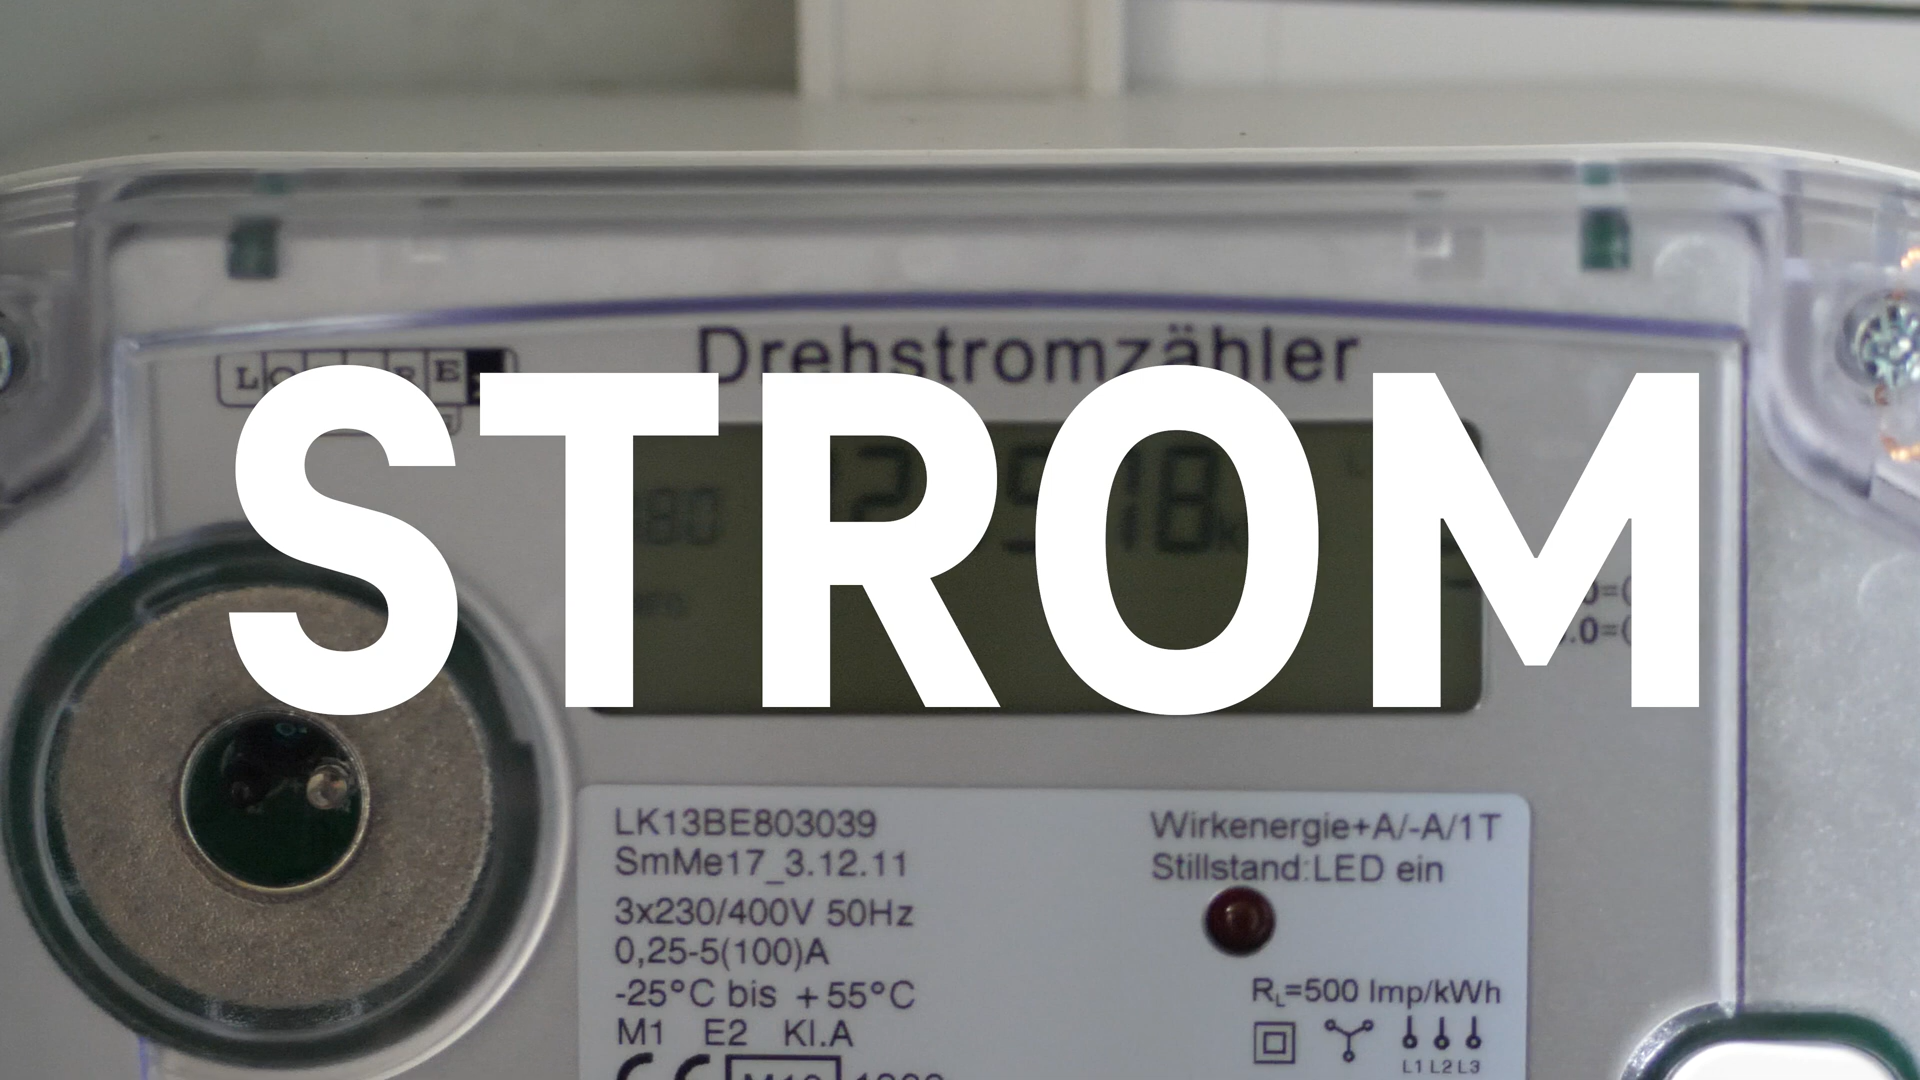 Drehstromzähler
STROM
LK13BE803039
SmMe17_3.12.11
3x230/400V 50Hz
0,25-5(100)A
-25°C bis +55°C
M1 E2 Kl.A
Wirkenergie+A/-A/1T
Stillstand:LED ein
RL=500 Imp/kWh
L1 L2 L3